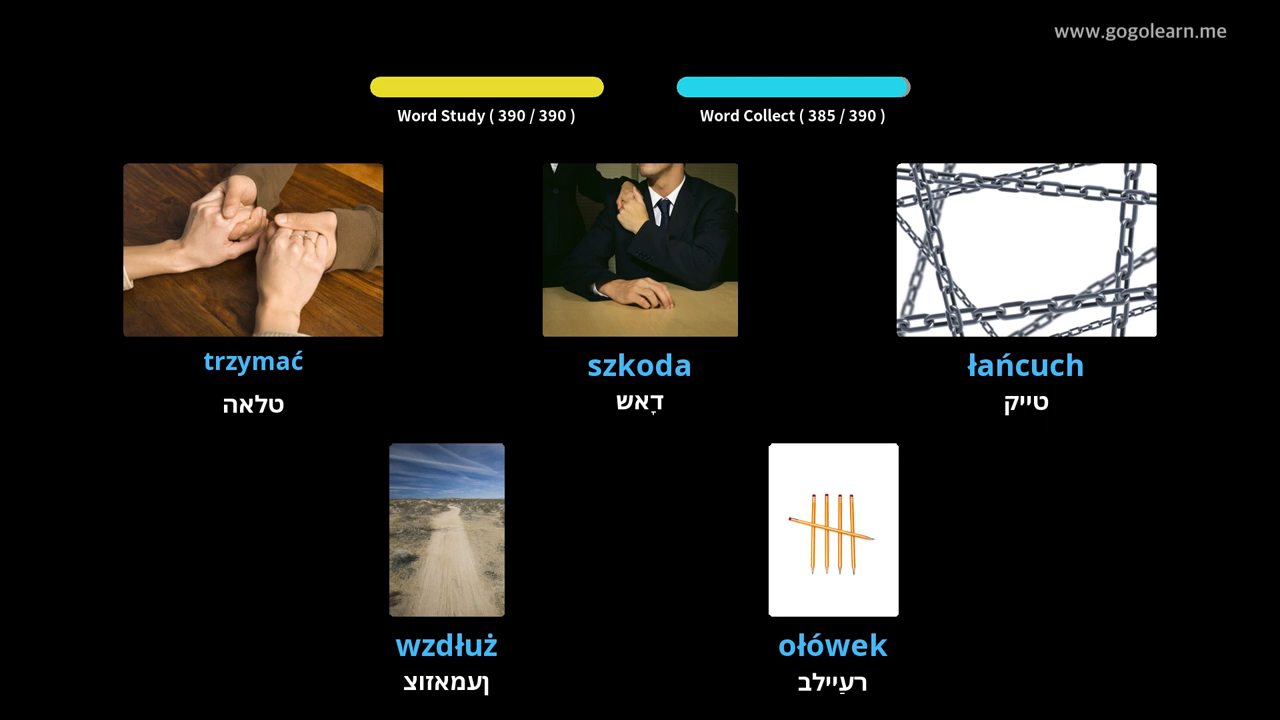 www.gogolearn.me
Word Study ( 390 / 390 )
Word Collect ( 385 / 390 )
trzymać
טלאה
szkoda
דָאש
łańcuch
טייק
wzdłuż
ןעמאזוצ
ołówek
רעַיילב